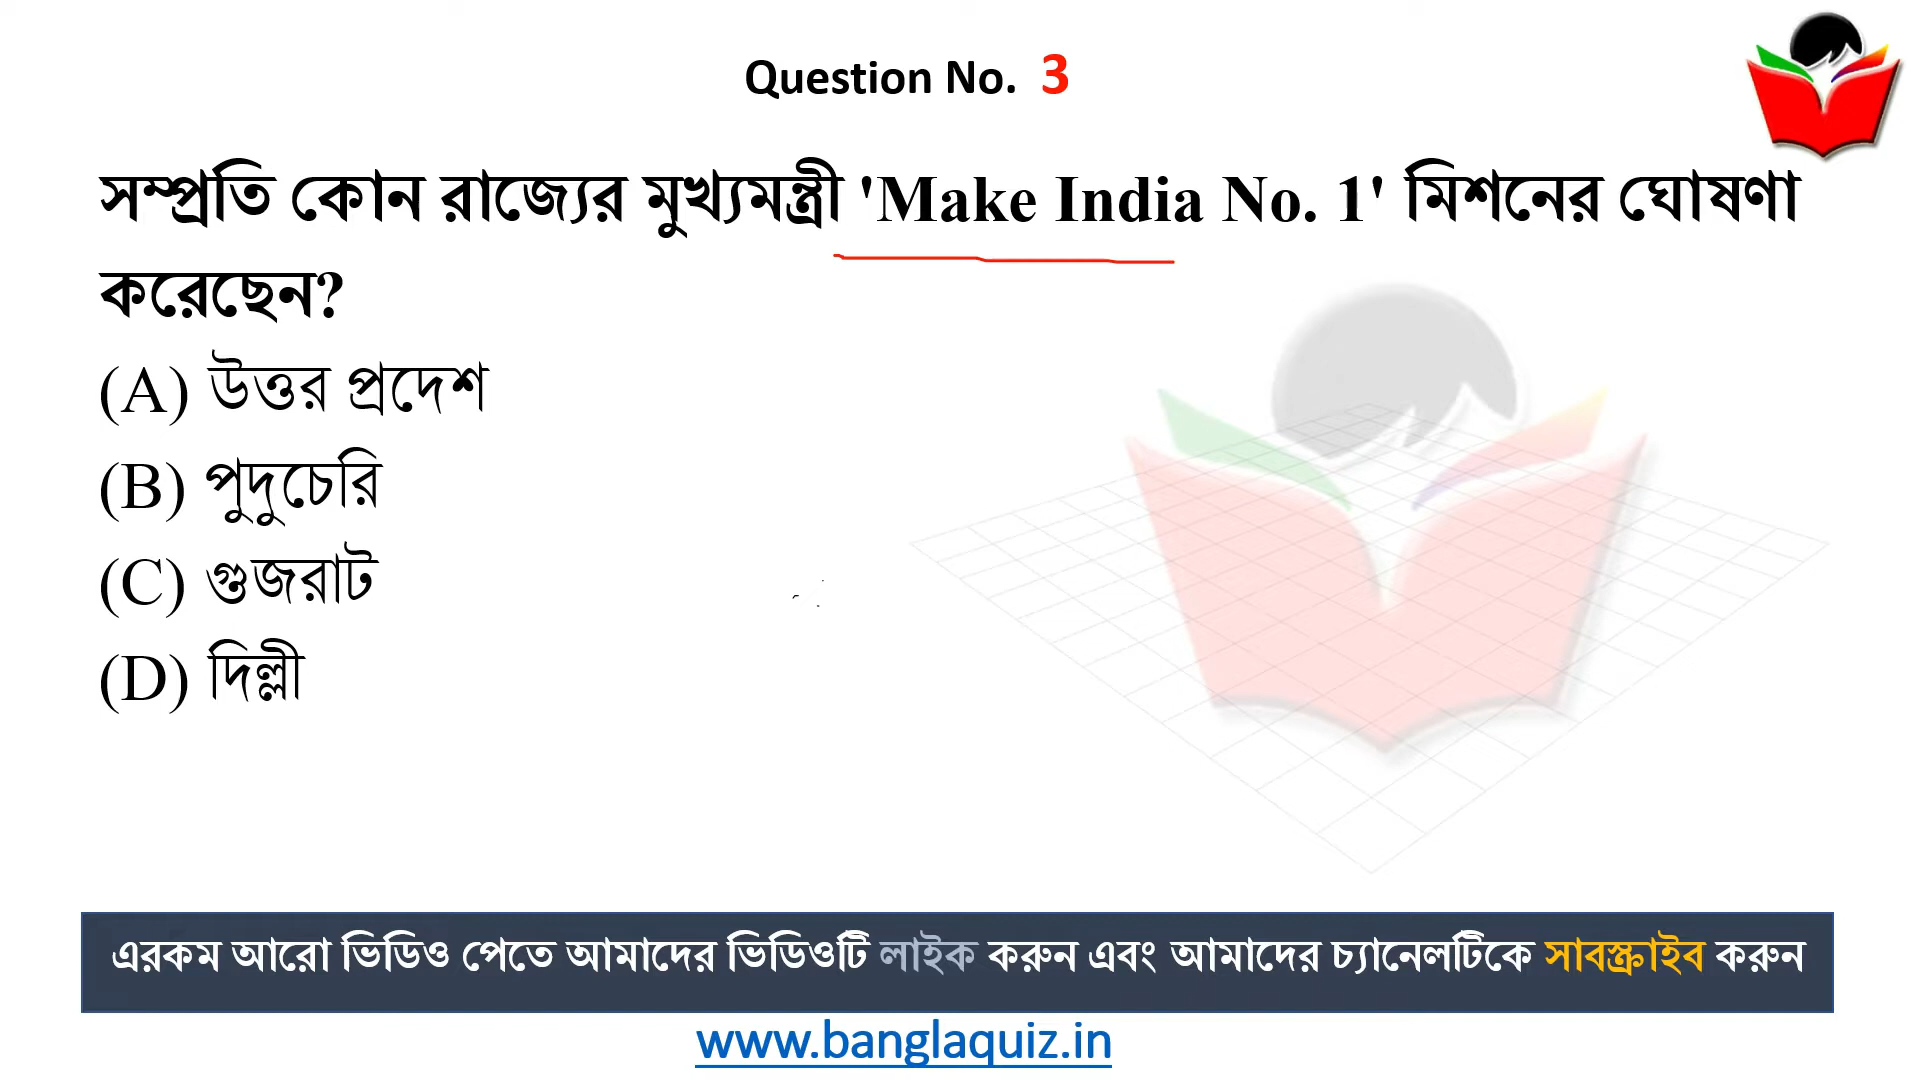 Question No. 3
সম্প্রতি কোন রাজ্যের মুখ্যমন্ত্রী 'Make India No. 1' মিশনের ঘোষণা
করেছেন?
(A) উত্তর প্রদেশ
(B) পুদুচেরি
(C) গুজরাট
(D) দিল্লী
এরকম আরো ভিডিও পেতে আমাদের ভিডিওটি লাইক করুন এবং আমাদের চ্যানেলটিকে সাবস্ক্রাইব করুন
www.banglaquiz.in